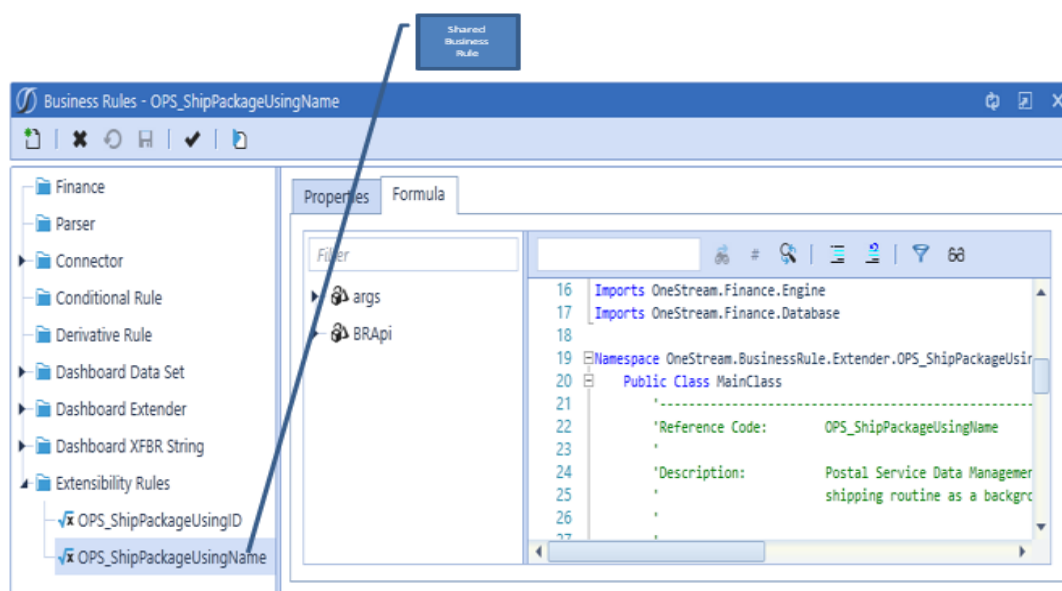 Shared
Business
Rule
Business Rules - OPS_ShipPackageUsingName
Finance
Parser
Connector
Conditional Rule
Derivative Rule
Dashboard Data Set
Dashboard Extender
Dashboard XFBR String
Extensibility Rules
OPS_ShipPackageUsingID
OPS_ShipPackageUsingName
Properties
Formula
Filter
args
BRApi
#
16 Imports OneStream.Finance.Engine
17 Imports OneStream.Finance.Database
18
19 Namespace OneStream.BusinessRule.Extender.OPS_ShipPackageUsin
20 Public Class MainClass
21 '-----------------------------------------------------
22 'Reference Code: OPS_ShipPackageUsingName
23 '
24 'Description: Postal Service Data Managemen
25 ' shipping routine as a backgro
26 '
27 '